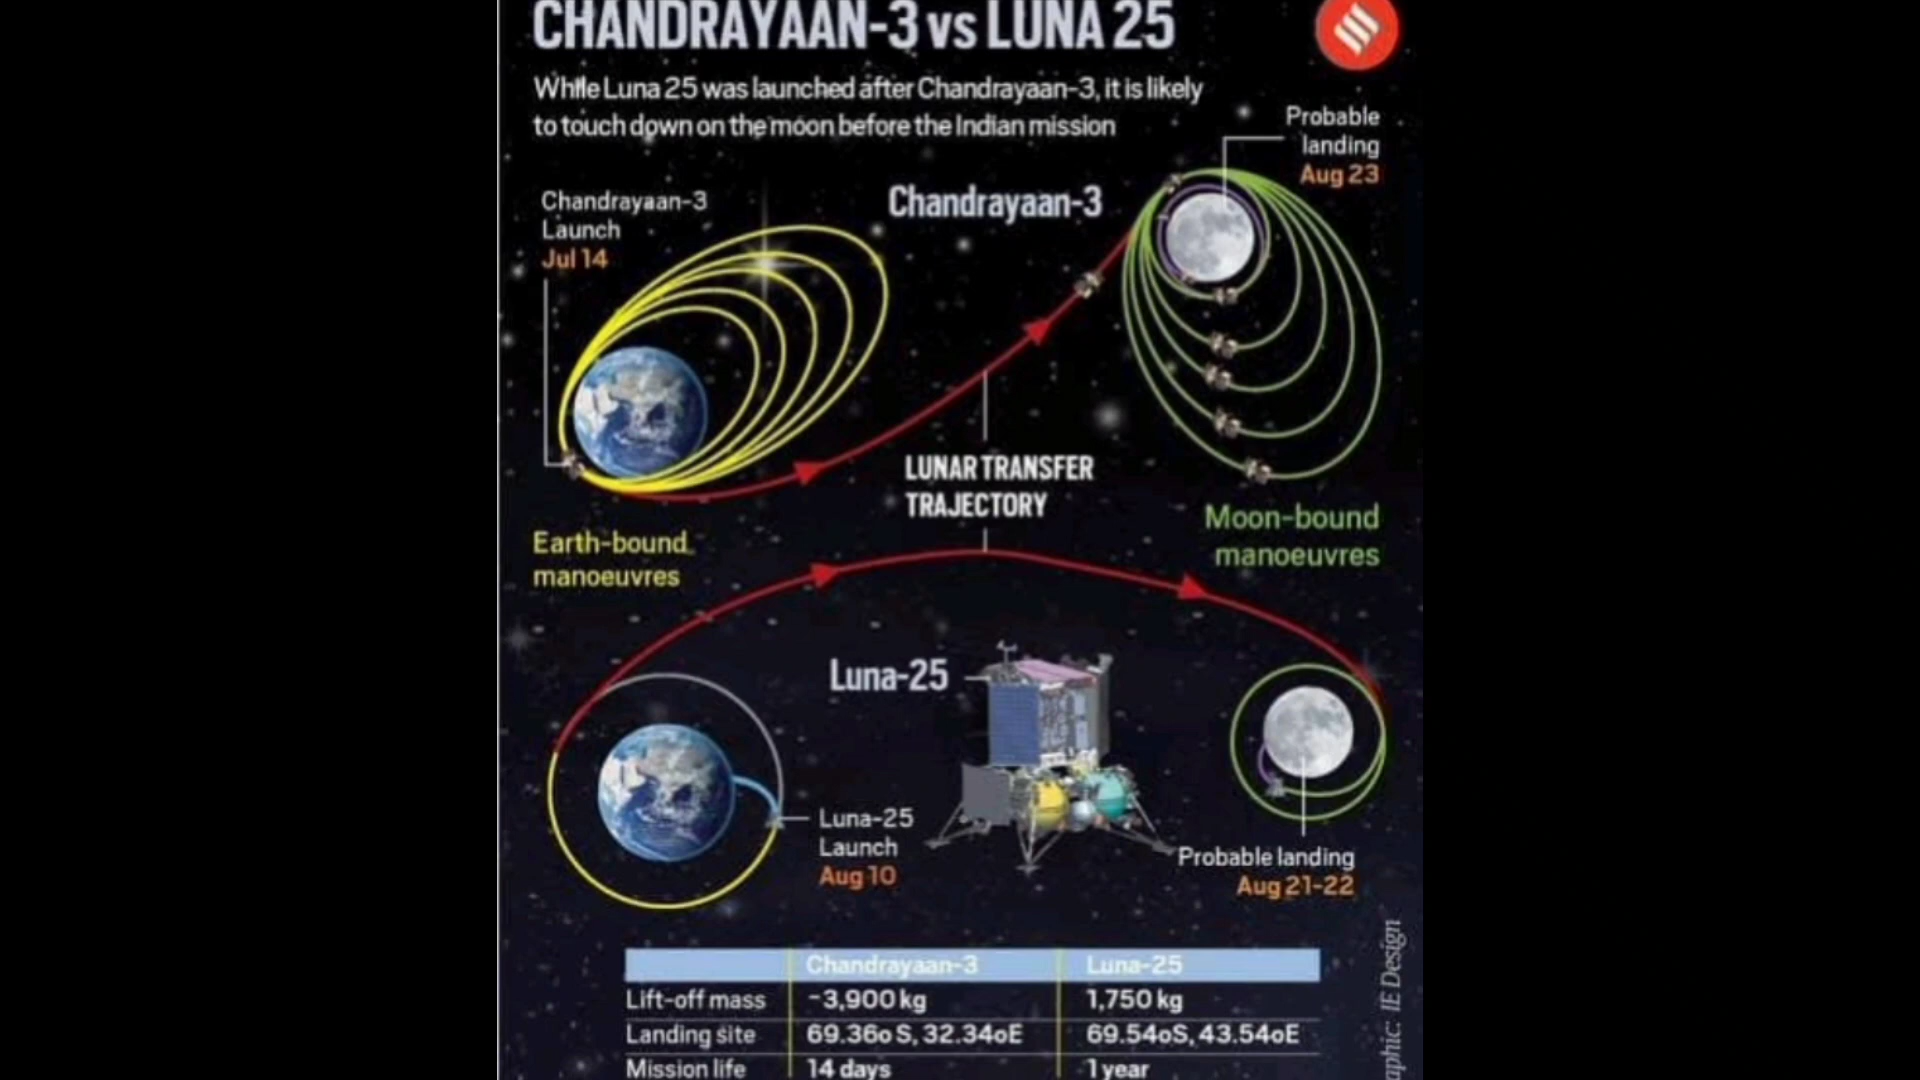 CHANDRAYAAN-3 vs LUNA 25
While Luna 25 was launched after Chandrayaan-3, it is likely
to touch down on the moon before the Indian mission
Probable
landing
Aug 23
Chandrayaan-3
Launch
Jul 14
Chandrayaan-3
LUNAR TRANSFER
TRAJECTORY
Moon-bound
manoeuvres
Earth-bound
manoeuvres
Luna-25
Luna-25
Launch
Aug 10
Probable landing
Aug 21-22
Chandrayaan-3 Luna-25
Lift-off mass ~3,900 kg 1,750 kg
Landing site 69.36o S, 32.34oE 69.54oS, 43.54oE
Mission life 14 days 1 year
aphic: IE Design